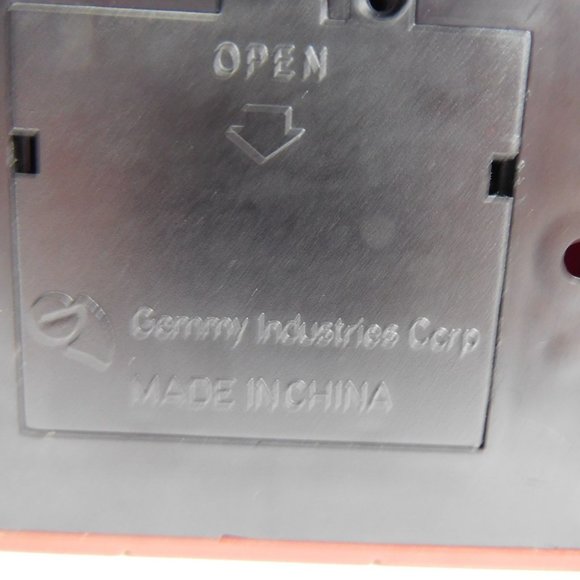 OPEN
Gemmy Industries Corp
MADE IN CHINA